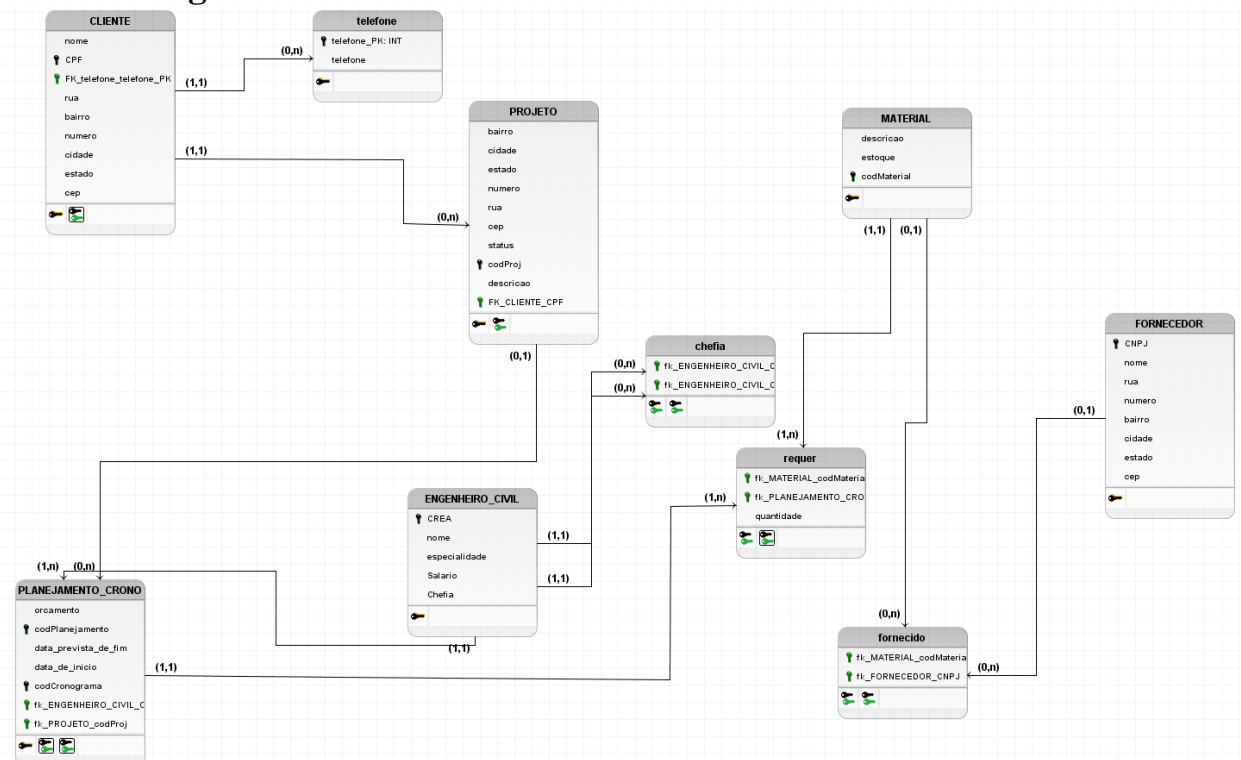 CLIENTE
nome
CPF
FK_telefone_telefone_PK
rua
bairro
numero
cidade
estado
cep
(1,1)
(0,n)
telefone
telefone_PK: INT
telefone
(1,1)
(0,n)
PROJETO
bairro
cidade
estado
numero
rua
cep
status
codProj
descricao
FK_CLIENTE_CPF
(0,1)
MATERIAL
descricao
estoque
codMaterial
(1,1)
(0,1)
FORNECEDOR
CNPJ
nome
rua
numero
bairro
cidade
estado
cep
(0,1)
chefia
fk_ENGENHEIRO_CIVIL_C
fk_ENGENHEIRO_CIVIL_C
(0,n)
(0,n)
(1,n)
requer
fk_MATERIAL_codMateria
fk_PLANEJAMENTO_CRO
quantidade
(1,n)
ENGENHEIRO_CIVIL
CREA
nome
especialidade
Salario
Chefia
(1,1)
(1,1)
(1,1)
(1,n)
(0,n)
PLANEJAMENTO_CRONO
orcamento
codPlanejamento
data_prevista_de_fim
data_de_inicio
codCronograma
fk_ENGENHEIRO_CIVIL_C
fk_PROJETO_codProj
(1,1)
(0,n)
fornecido
fk_MATERIAL_codMateria
fk_FORNECEDOR_CNPJ
(0,n)